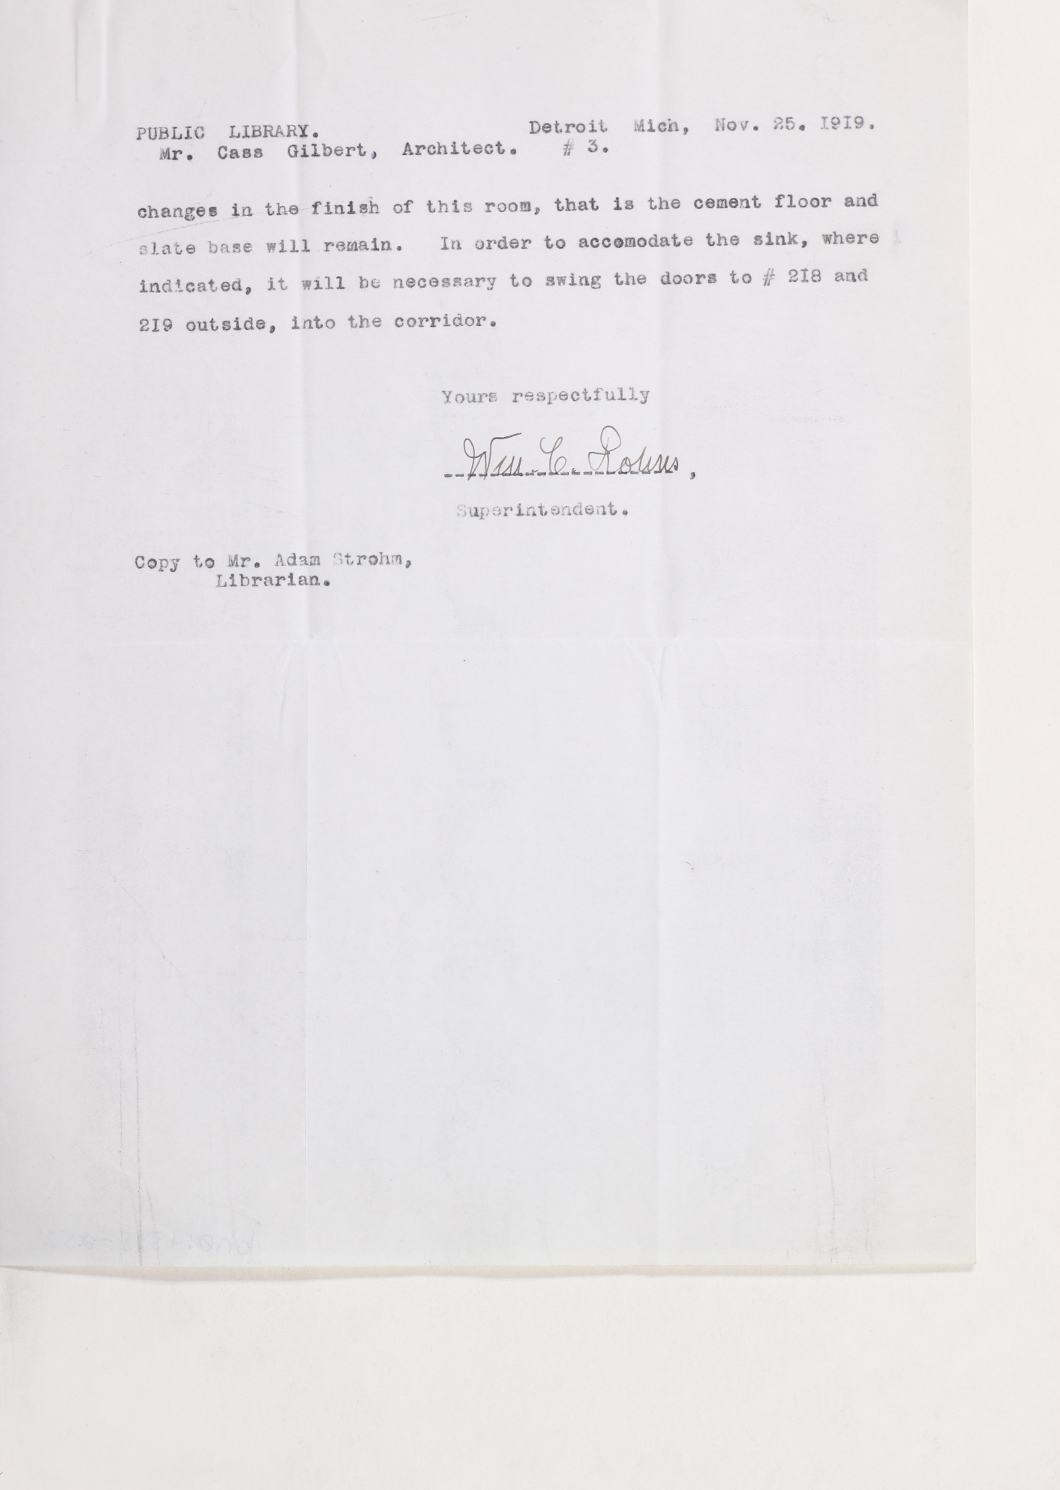 PUBLIC LIBRARY. Detroit Mich, Nov. 25. 1919.
Mr. Cass Gilbert, Architect. # 3.
changes in the finish of this room, that is the cement floor and
slate base will remain. In order to accomodate the sink, where
indicated, it will be necessary to swing the doors to # 218 and
219 outside, into the corridor.
Yours respectfully
Wm. C. Rohns,
Superintendent.
Copy to Mr. Adam Strohm,
Librarian.